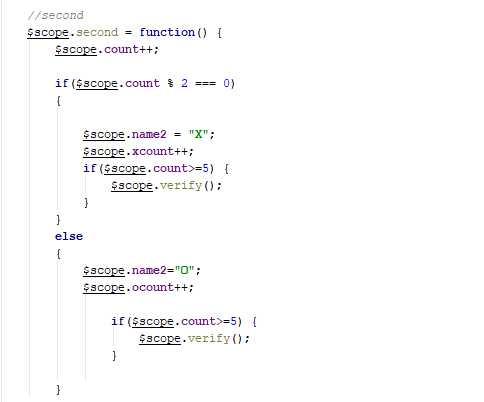 //second
$scope.second = function() {
$scope.count++;
if($scope.count % 2 === 0)
{
$scope.name2 = "X";
$scope.xcount++;
if($scope.count>=5) {
$scope.verify();
}
}
else
{
$scope.name2="O";
$scope.ocount++;
if($scope.count>=5) {
$scope.verify();
}
}